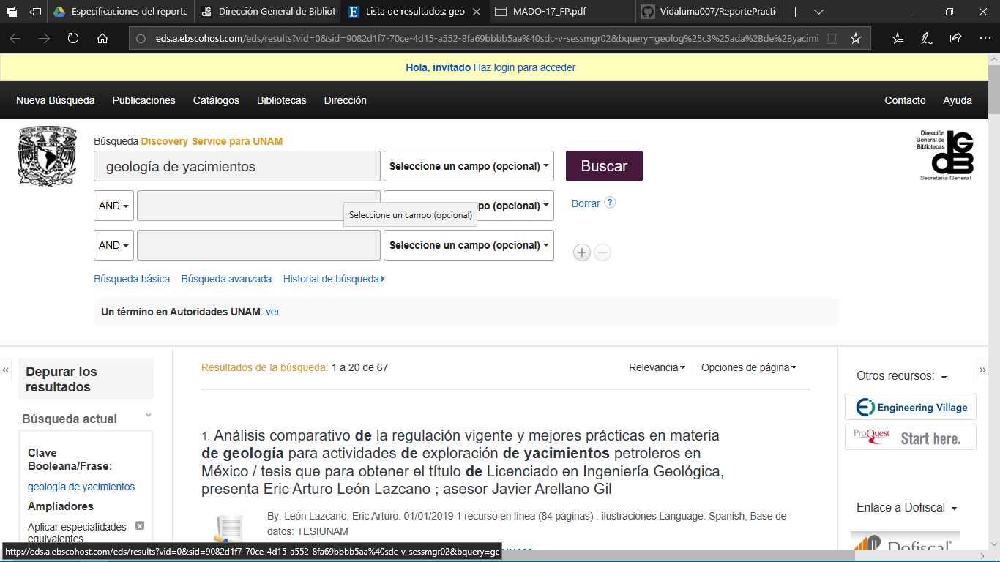 Especificaciones del reporte
Dirección General de Bibliot
Lista de resultados: geo
MADO-17_FP.pdf
Vidaluma007/ReportePracti
eds.a.ebscohost.com/eds/results?vid=0&sid=9082d1f7-70ce-4d15-a552-8fa69bbbb5aa%40sdc-v-sessmgr02&bquery=geolog%25c3%25ada%2Bde%2Byacimi
Hola, invitado Haz login para acceder
Nueva Búsqueda Publicaciones Catálogos Bibliotecas Dirección Contacto Ayuda
Búsqueda Discovery Service para UNAM
geología de yacimientos Seleccione un campo (opcional) Buscar
Dirección
General de
Bibliotecas
Secretaría General
AND po (opcional) Borrar ?
Seleccione un campo (opcional)
AND Seleccione un campo (opcional)
Búsqueda básica Búsqueda avanzada Historial de búsqueda
Un término en Autoridades UNAM: ver
Depurar los
resultados
Búsqueda actual
Clave
Booleana/Frase:
geología de yacimientos
Ampliadores
Aplicar especialidades
equivalentes
Resultados de la búsqueda: 1 a 20 de 67 Relevancia Opciones de página
1. Análisis comparativo de la regulación vigente y mejores prácticas en materia
de geología para actividades de exploración de yacimientos petroleros en
México / tesis que para obtener el título de Licenciado en Ingeniería Geológica,
presenta Eric Arturo León Lazcano ; asesor Javier Arellano Gil
By: León Lazcano, Eric Arturo. 01/01/2019 1 recurso en línea (84 páginas) : ilustraciones Language: Spanish, Base de
datos: TESIUNAM
Otros recursos:
Engineering Village
ProQuest Start here.
Enlace a Dofiscal
Dofiscal
http://eds.a.ebscohost.com/eds/results?vid=0&sid=9082d1f7-70ce-4d15-a552-8fa69bbbb5aa%40sdc-v-sessmgr02&bquery=ge